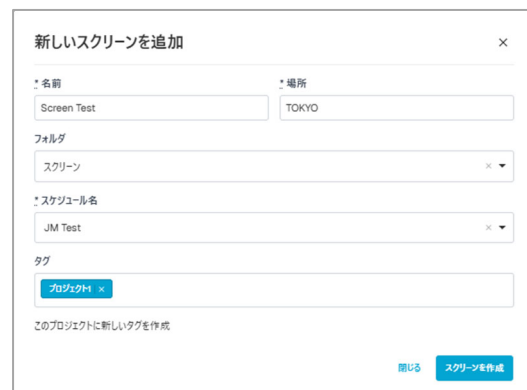 新しいスクリーンを追加 ×
* 名前 * 場所
Screen Test TOKYO
フォルダ
スクリーン ×
* スケジュール名
JM Test ×
タグ
プロジェクト1 ×
このプロジェクトに新しいタグを作成
閉じる スクリーンを作成